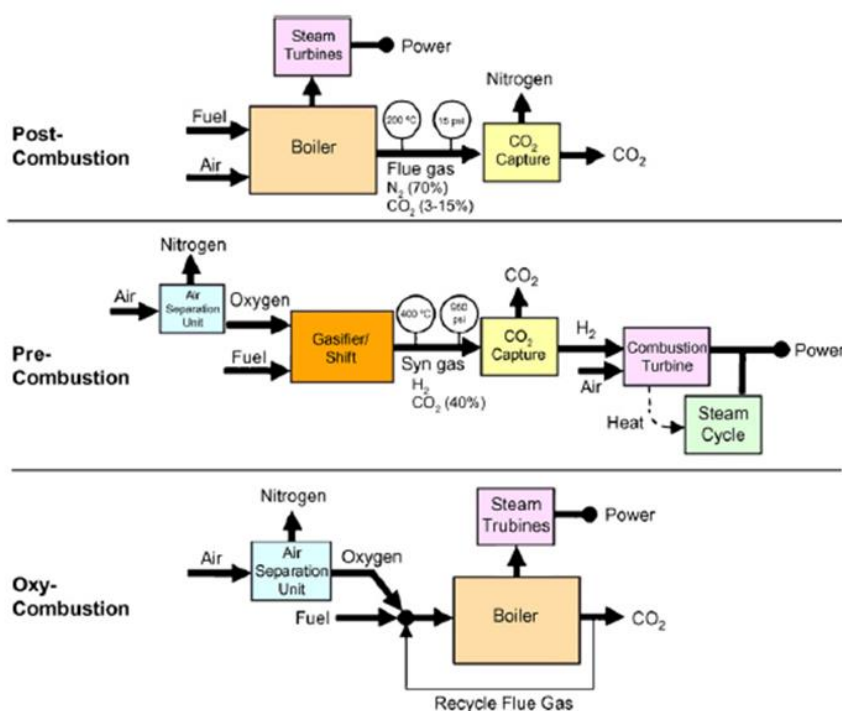 Steam
Turbines
Power
Nitrogen
Fuel
Post-
Combustion
Boiler
200 °C
15 psi
CO₂
Capture
CO₂
Air
Flue gas
N₂ (70%)
CO₂ (3-15%)
Nitrogen
CO₂
Air
Air
Separation
Unit
Oxygen
400 °C
960
psi
H₂
Pre-
Combustion
Gasifier/
Shift
CO₂
Capture
Combustion
Turbine
Power
Fuel
Syn gas
H₂
CO₂ (40%)
Air
Heat
Steam
Cycle
Nitrogen
Steam
Trubines
Power
Air
Air
Separation
Unit
Oxygen
Oxy-
Combustion
Fuel
Boiler
CO₂
Recycle Flue Gas